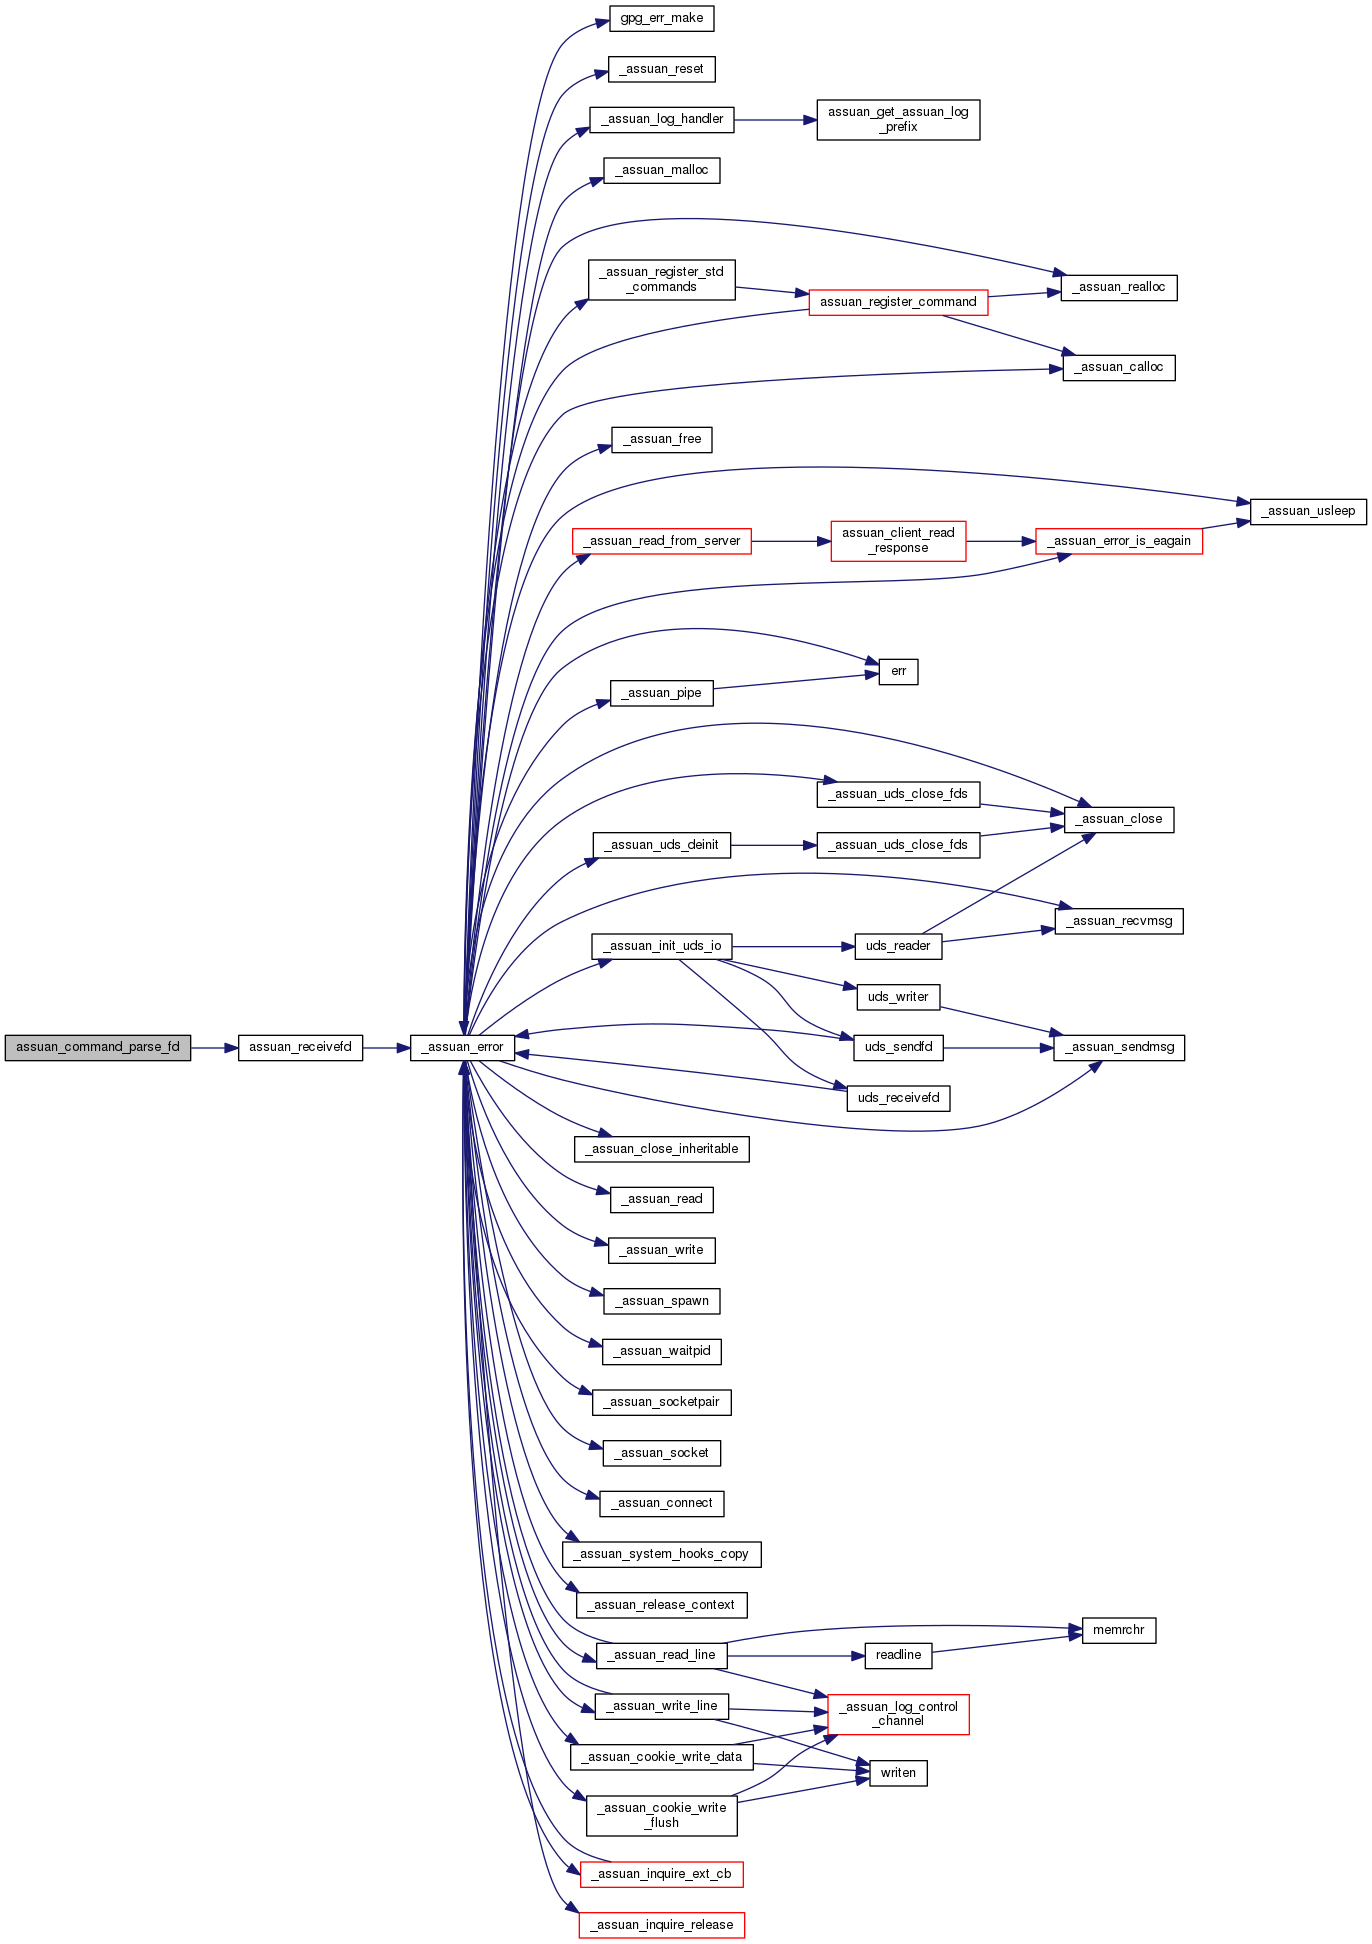 gpg_err_make
_assuan_reset
_assuan_log_handler
assuan_get_assuan_log
_prefix
_assuan_malloc
_assuan_register_std
_commands
assuan_register_command
_assuan_realloc
_assuan_calloc
_assuan_free
_assuan_usleep
_assuan_read_from_server
assuan_client_read
_response
_assuan_error_is_eagain
err
_assuan_pipe
_assuan_uds_close_fds
_assuan_close
_assuan_uds_deinit
_assuan_uds_close_fds
_assuan_recvmsg
_assuan_init_uds_io
uds_reader
uds_writer
assuan_command_parse_fd
assuan_receivefd
_assuan_error
uds_sendfd
_assuan_sendmsg
uds_receivefd
_assuan_close_inheritable
_assuan_read
_assuan_write
_assuan_spawn
_assuan_waitpid
_assuan_socketpair
_assuan_socket
_assuan_connect
_assuan_system_hooks_copy
_assuan_release_context
memrchr
_assuan_read_line
readline
_assuan_write_line
_assuan_log_control
_channel
_assuan_cookie_write_data
writen
_assuan_cookie_write
_flush
_assuan_inquire_ext_cb
_assuan_inquire_release